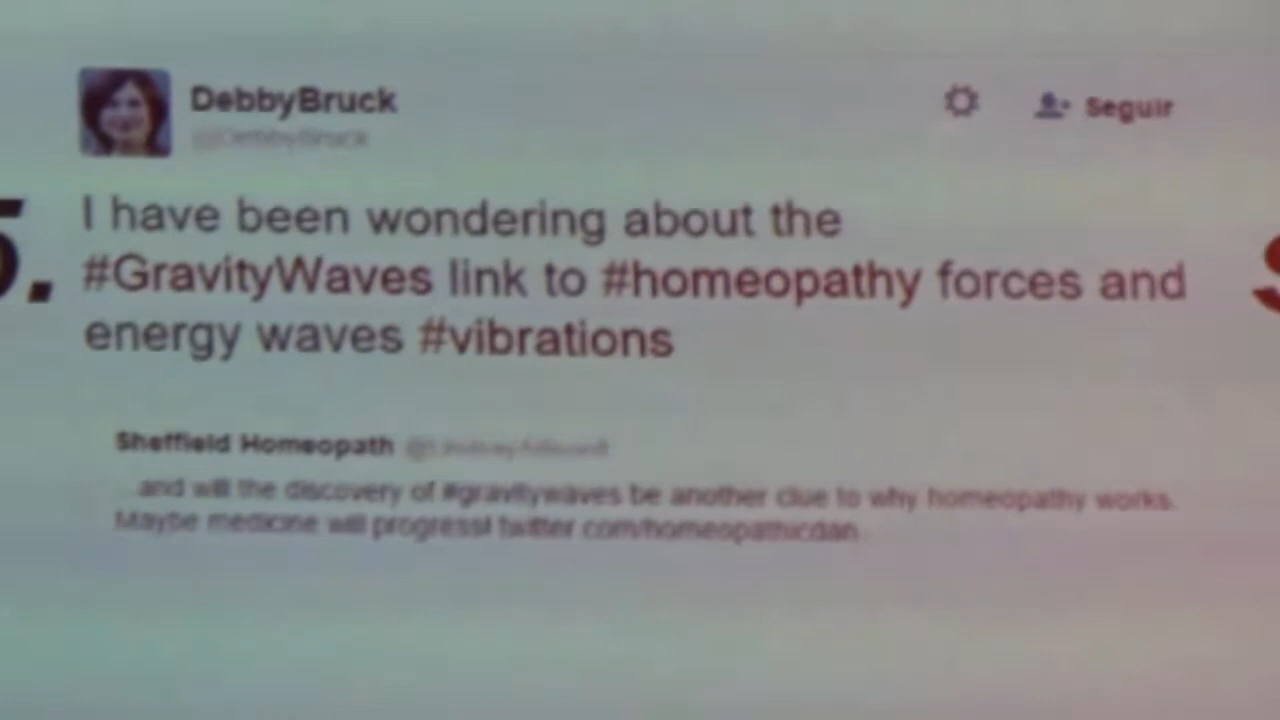 DebbyBruck
@DebbyBruck
Seguir
5.
I have been wondering about the
#GravityWaves link to #homeopathy forces and
energy waves #vibrations
Sheffield Homeopath
...and will the discovery of #gravitywaves be another clue to why homeopathy works.
Maybe medicine will progress! twitter.com/homeopathicdan